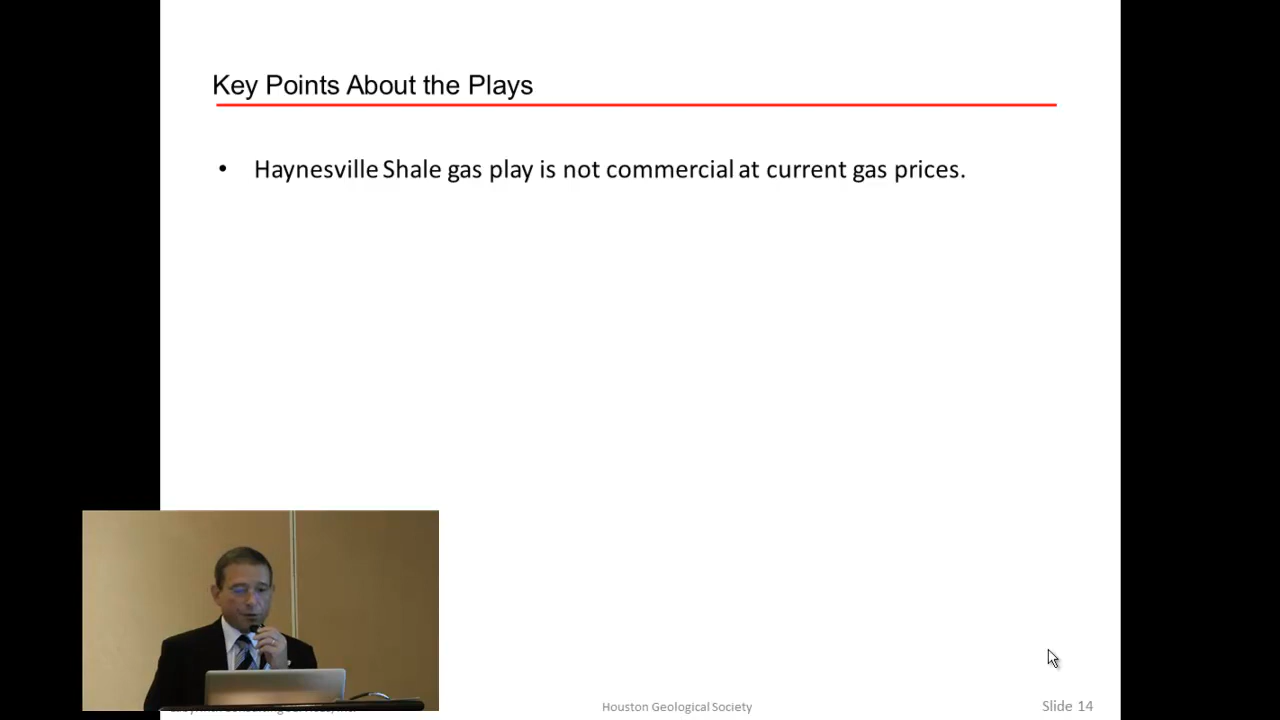 Key Points About the Plays
• Haynesville Shale gas play is not commercial at current gas prices.
Houston Geological Society
Slide 14